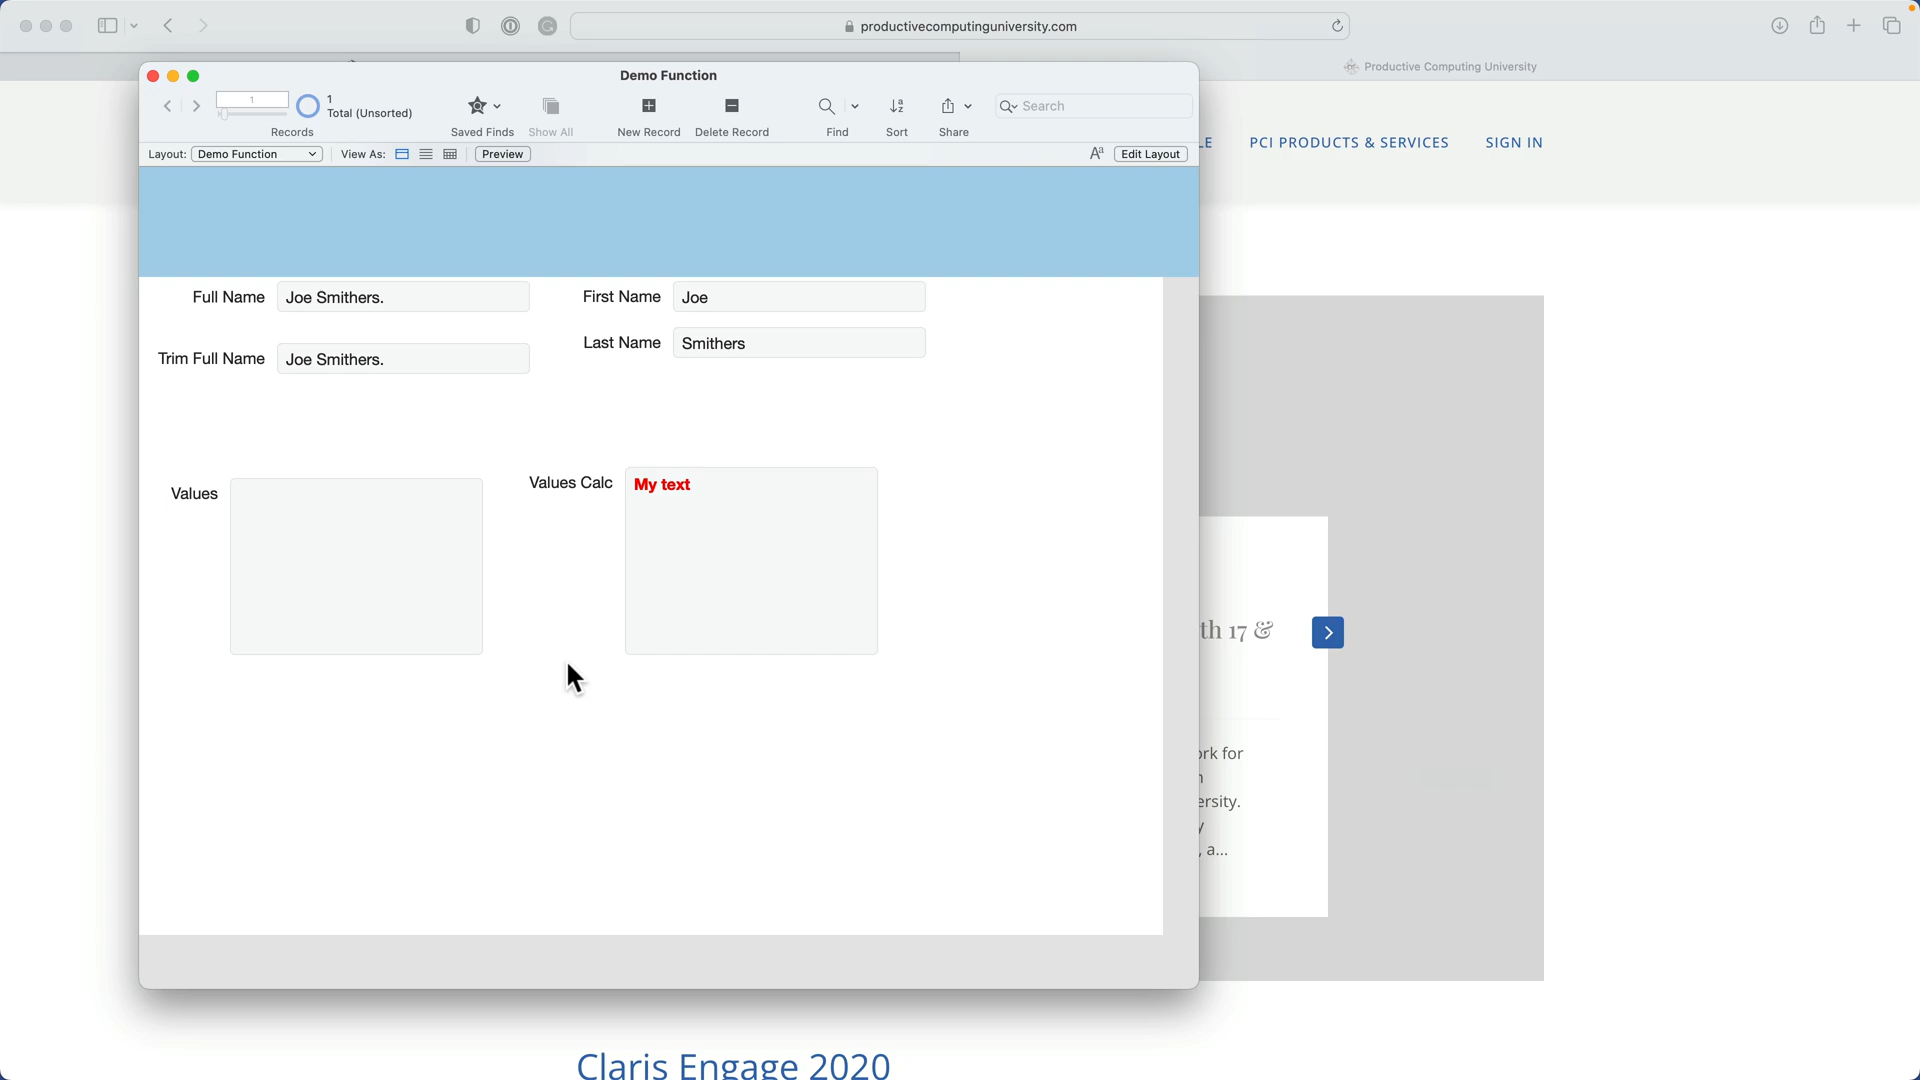 productivecomputinguniversity.com
Productive Computing University
Demo Function
1
1
Total (Unsorted)
Search
Records
Saved Finds
Show All
New Record
Delete Record
Find
Sort
Share
Layout: Demo Function
View As:
Preview
Edit Layout
PCI PRODUCTS & SERVICES
SIGN IN
Full Name Joe Smithers.
First Name Joe
Last Name Smithers
Trim Full Name Joe Smithers.
Values
Values Calc My text
th 17 &
ork for
ersity.
, a...
Claris Engage 2020